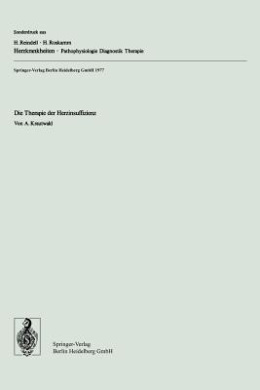 Sonderdruck aus
H. Reindell · H. Roskamm
Herzkrankheiten · Pathophysiologie Diagnostik Therapie
Springer-Verlag Berlin Heidelberg GmbH 1977
Die Therapie der Herzinsuffizienz
Von A. Kreutwald
Springer-Verlag
Berlin Heidelberg GmbH